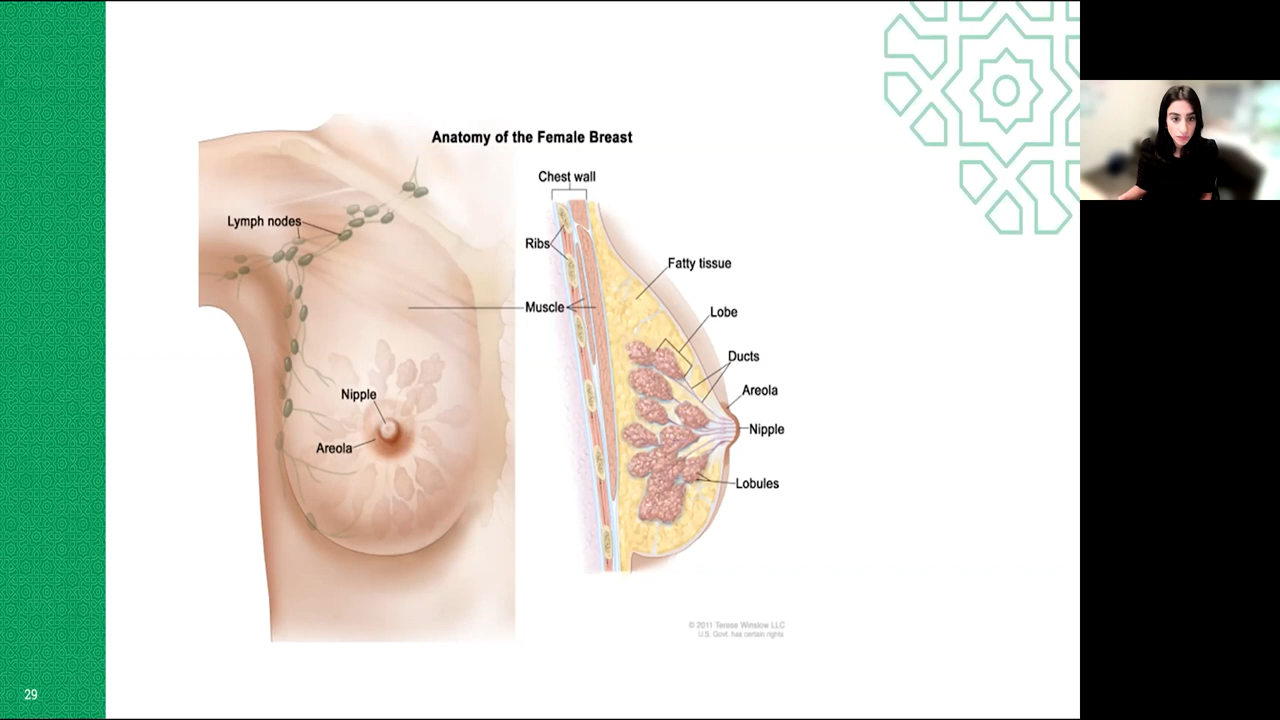 Anatomy of the Female Breast
Chest wall
Lymph nodes
Ribs
Fatty tissue
Muscle
Lobe
Ducts
Nipple
Areola
Areola
Nipple
Lobules
© 2011 Terese Winslow LLC
U.S. Govt. has certain rights
29